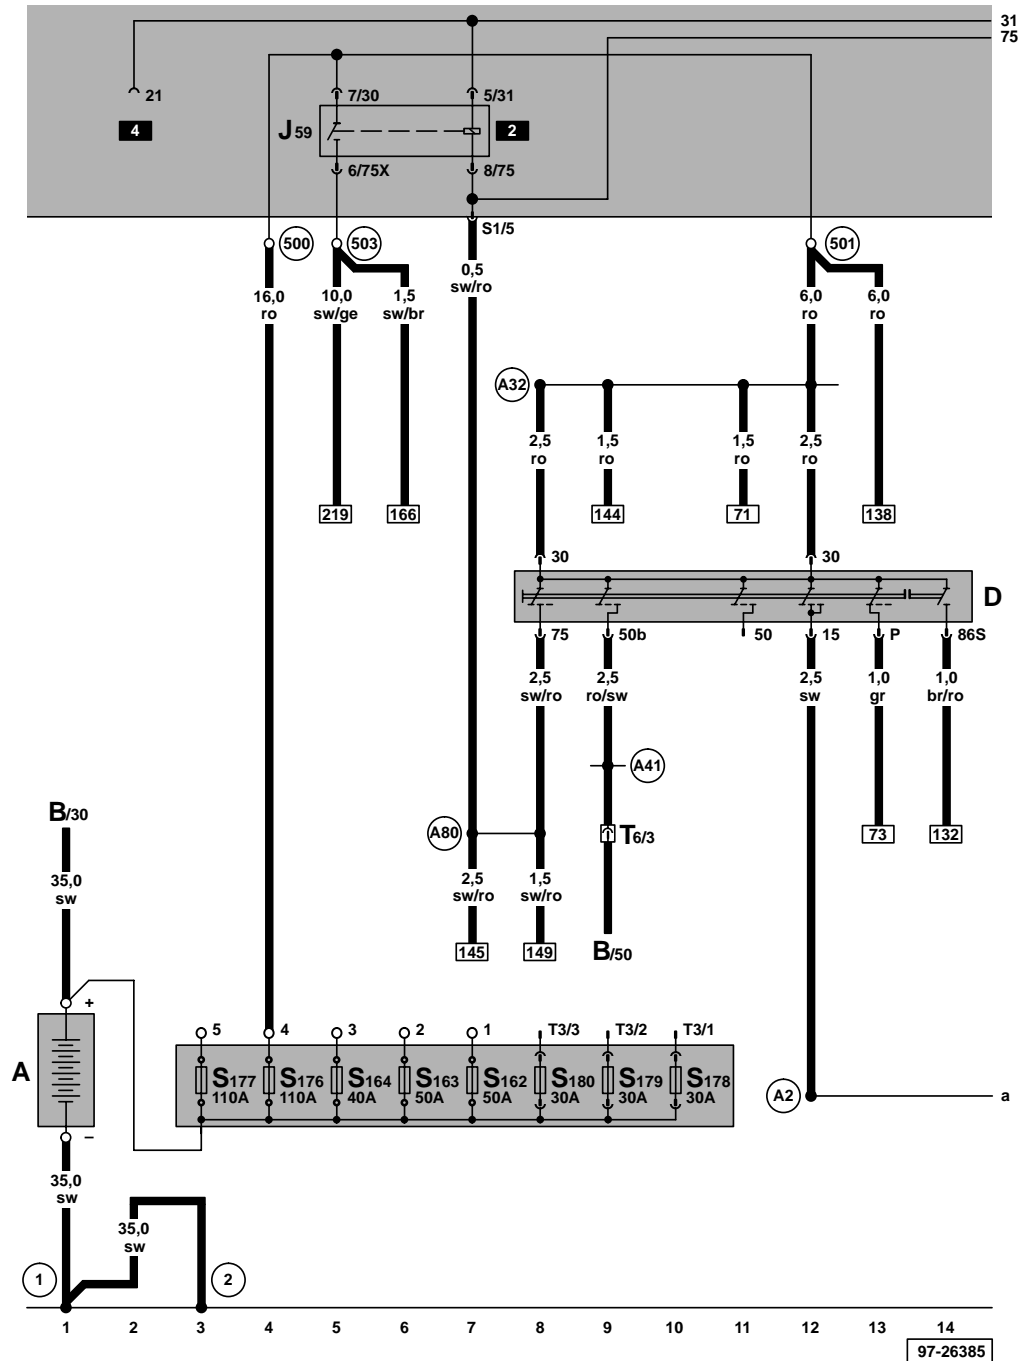 31
75
21
7/30
5/31
4
J59
2
6/75X
8/75
S1/5
500
503
501
0,5
sw/ro
16,0
ro
10,0
sw/ge
1,5
sw/br
6,0
ro
6,0
ro
A32
2,5
ro
1,5
ro
1,5
ro
2,5
ro
219
166
144
71
138
30
30
D
75
50b
50
15
P
86S
2,5
sw/ro
2,5
ro/sw
2,5
sw
1,0
gr
1,0
br/ro
A41
B/30
A80
T6/3
73
132
35,0
sw
2,5
sw/ro
1,5
sw/ro
145
149
B/50
+
5
4
3
2
1
T3/3
T3/2
T3/1
A
S177
110A
S176
110A
S164
40A
S163
50A
S162
50A
S180
30A
S179
30A
S178
30A
A2
a
–
35,0
sw
35,0
sw
1
2
1 2 3 4 5 6 7 8 9 10 11 12 13 14
97-26385